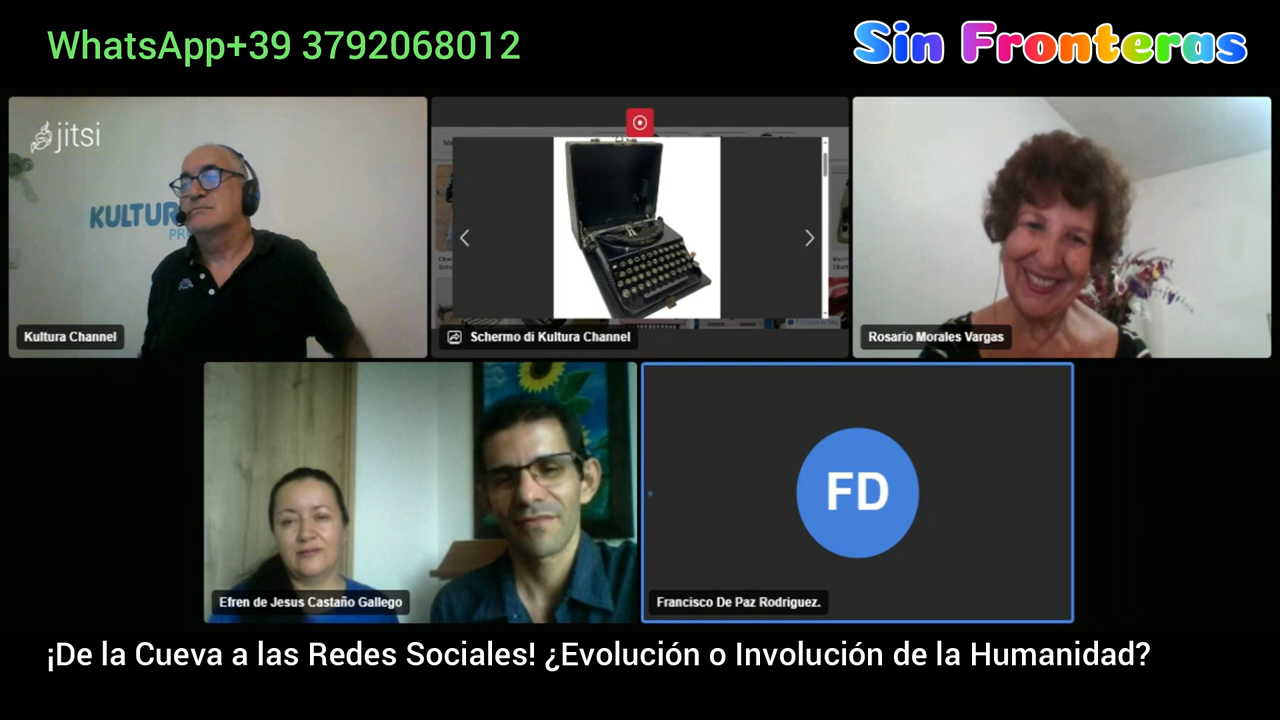 WhatsApp+39 3792068012
Sin Fronteras
jitsi
KULTUR
PR
Kultura Channel
Schermo di Kultura Channel
Rosario Morales Vargas
Efren de Jesus Castaño Gallego
FD
Francisco De Paz Rodriguez.
¡De la Cueva a las Redes Sociales! ¿Evolución o Involución de la Humanidad?